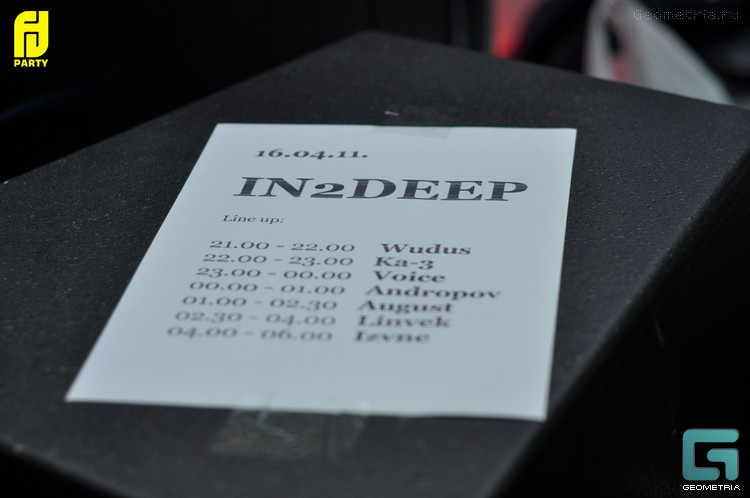 PARTY
Geometria.ru
16.04.11.
IN2DEEP
Line up:
21.00 - 22.00 Wudus
22.00 - 23.00 Ka-3
23.00 - 00.00 Voice
00.00 - 01.00 Andropov
01.00 - 02.30 August
02.30 - 04.00 Linvek
04.00 - 06.00 Izvne
GEOMETRIA